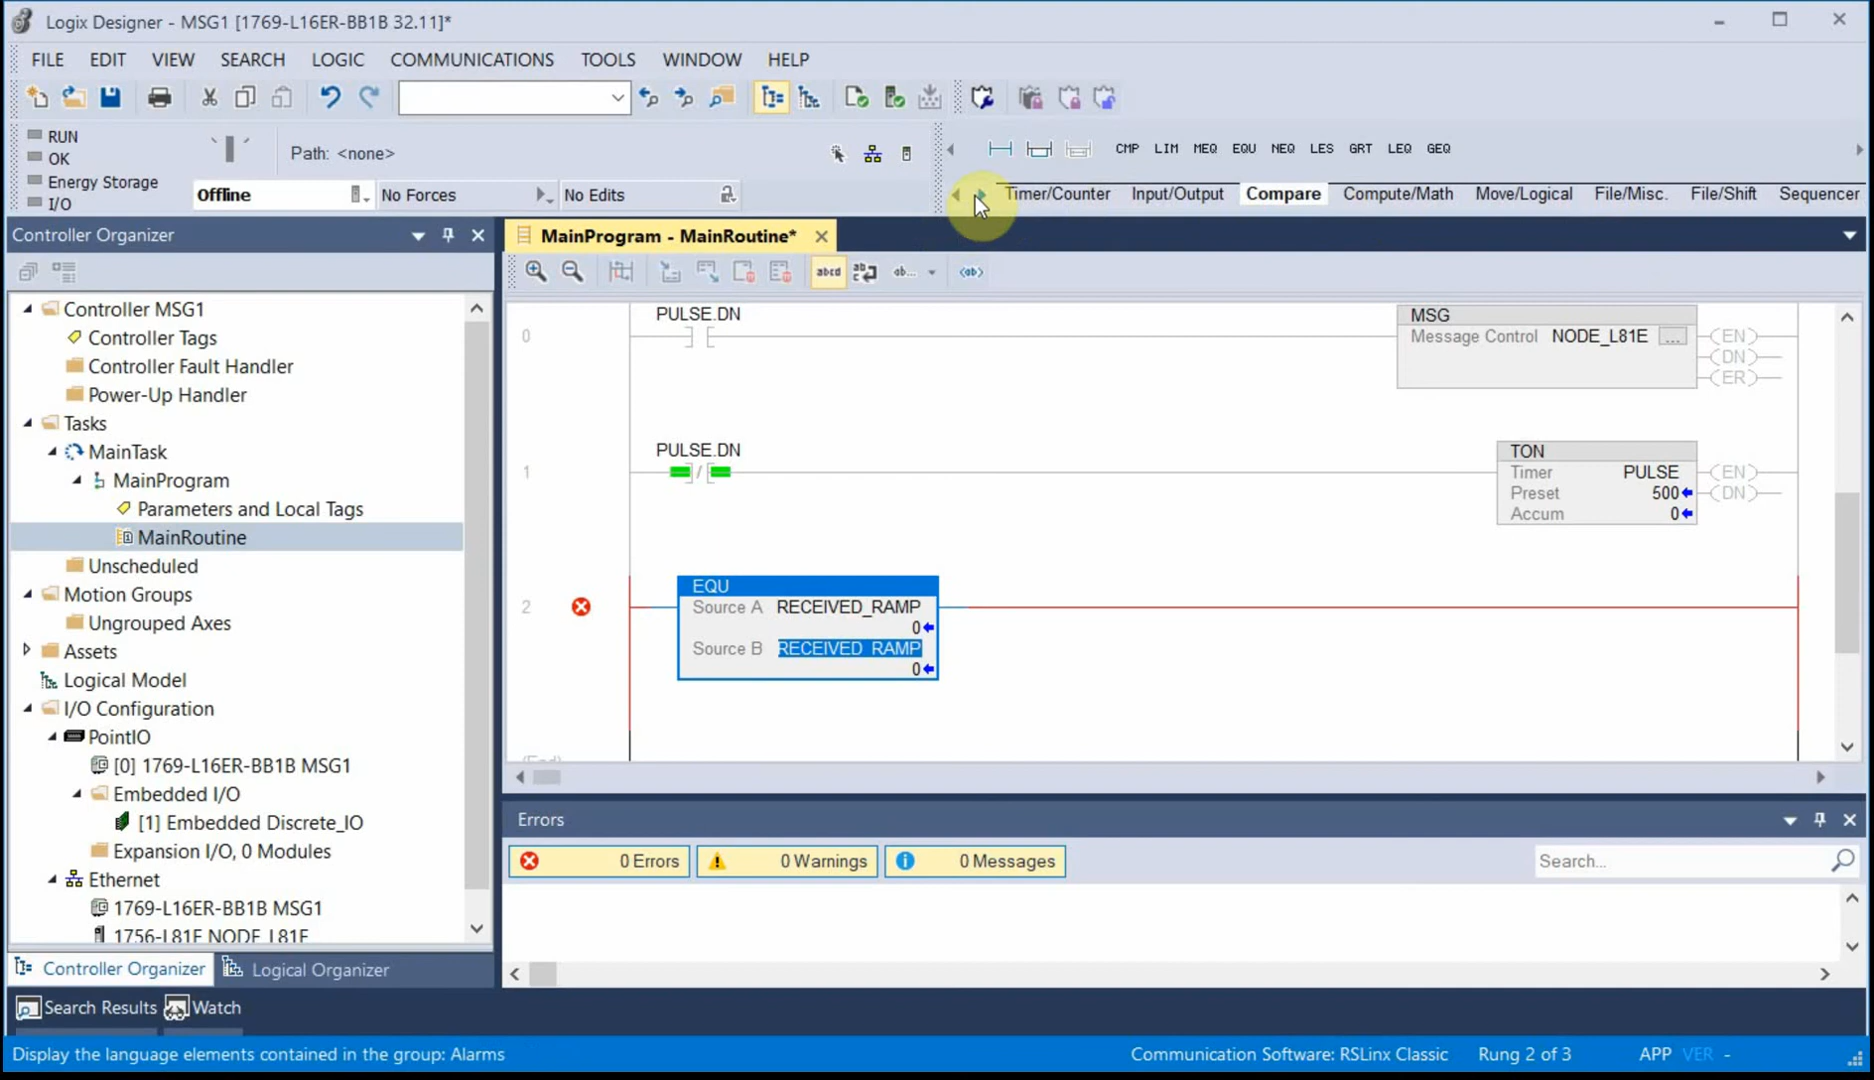 Logix Designer - MSG1 [1769-L16ER-BB1B 32.11]*
FILE EDIT VIEW SEARCH LOGIC COMMUNICATIONS TOOLS WINDOW HELP
RUN
OK
Energy Storage
I/O
Path: <none>
Offline
No Forces
No Edits
CMP LIM MEQ EQU NEQ LES GRT LEQ GEQ
Timer/Counter Input/Output Compare Compute/Math Move/Logical File/Misc. File/Shift Sequencer
Controller Organizer
Controller MSG1
Controller Tags
Controller Fault Handler
Power-Up Handler
Tasks
MainTask
MainProgram
Parameters and Local Tags
MainRoutine
Unscheduled
Motion Groups
Ungrouped Axes
Assets
Logical Model
I/O Configuration
PointIO
[0] 1769-L16ER-BB1B MSG1
Embedded I/O
[1] Embedded Discrete_IO
Expansion I/O, 0 Modules
Ethernet
1769-L16ER-BB1B MSG1
1756-L81E NODE_L81E
Controller Organizer
Logical Organizer
MainProgram - MainRoutine*
abcd
ab...
<ab>
0
PULSE.DN
MSG
Message Control NODE_L81E ...
(EN)
(DN)
(ER)
1
PULSE.DN
TON
Timer PULSE
Preset 500
Accum 0
(EN)
(DN)
2
EQU
Source A RECEIVED_RAMP
0
Source B RECEIVED_RAMP
0
(End)
Errors
0 Errors
0 Warnings
0 Messages
Search...
Search Results
Watch
Display the language elements contained in the group: Alarms
Communication Software: RSLinx Classic
Rung 2 of 3
APP VER -